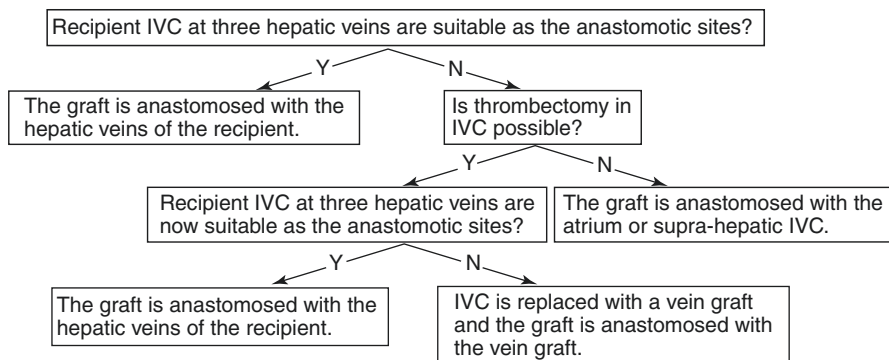 Recipient IVC at three hepatic veins are suitable as the anastomotic sites?
Y
N
The graft is anastomosed with the
hepatic veins of the recipient.
Is thrombectomy in
IVC possible?
Y
N
Recipient IVC at three hepatic veins are
now suitable as the anastomotic sites?
The graft is anastomosed with the
atrium or supra-hepatic IVC.
Y
N
The graft is anastomosed with the
hepatic veins of the recipient.
IVC is replaced with a vein graft
and the graft is anastomosed with
the vein graft.